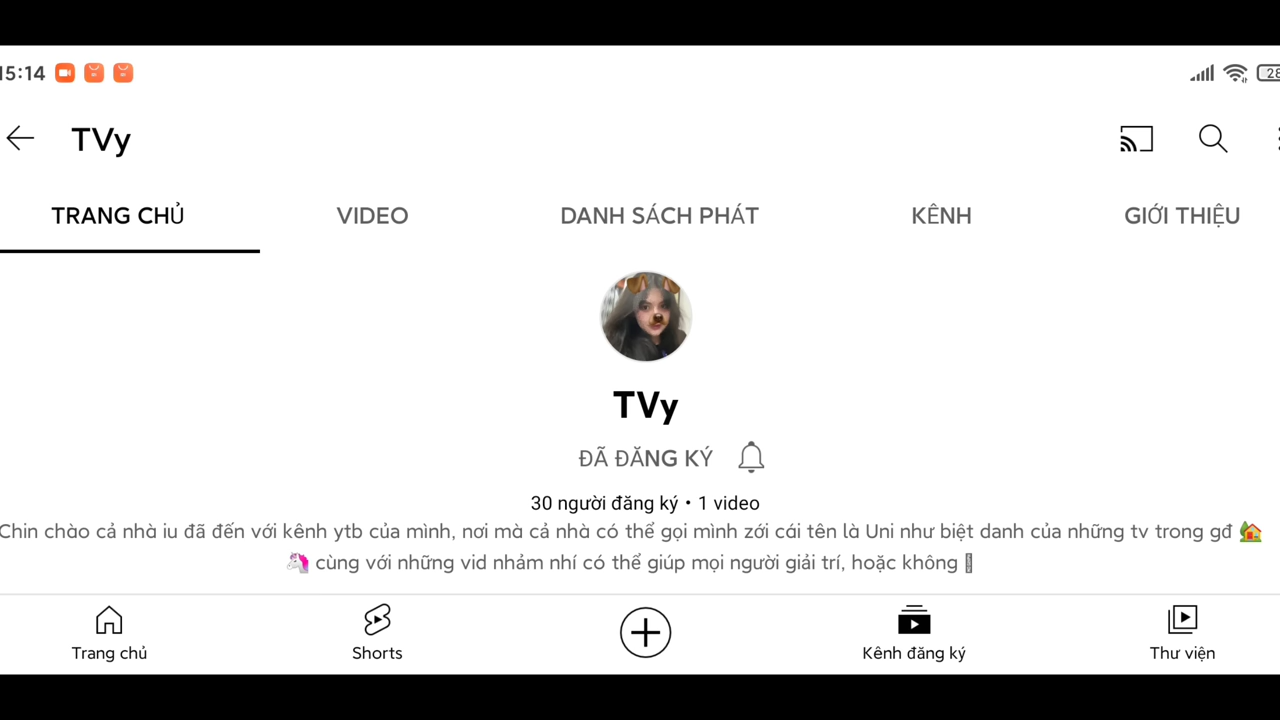 15:14
28
TVy
TRANG CHỦ VIDEO DANH SÁCH PHÁT KÊNH GIỚI THIỆU
TVy
ĐÃ ĐĂNG KÝ
30 người đăng ký • 1 video
Chin chào cả nhà iu đã đến với kênh ytb của mình, nơi mà cả nhà có thể gọi mình zới cái tên là Uni như biệt danh của những tv trong gđ 🏡
🦄 cùng với những vid nhảm nhí có thể giúp mọi người giải trí, hoặc không
Trang chủ Shorts Kênh đăng ký Thư viện